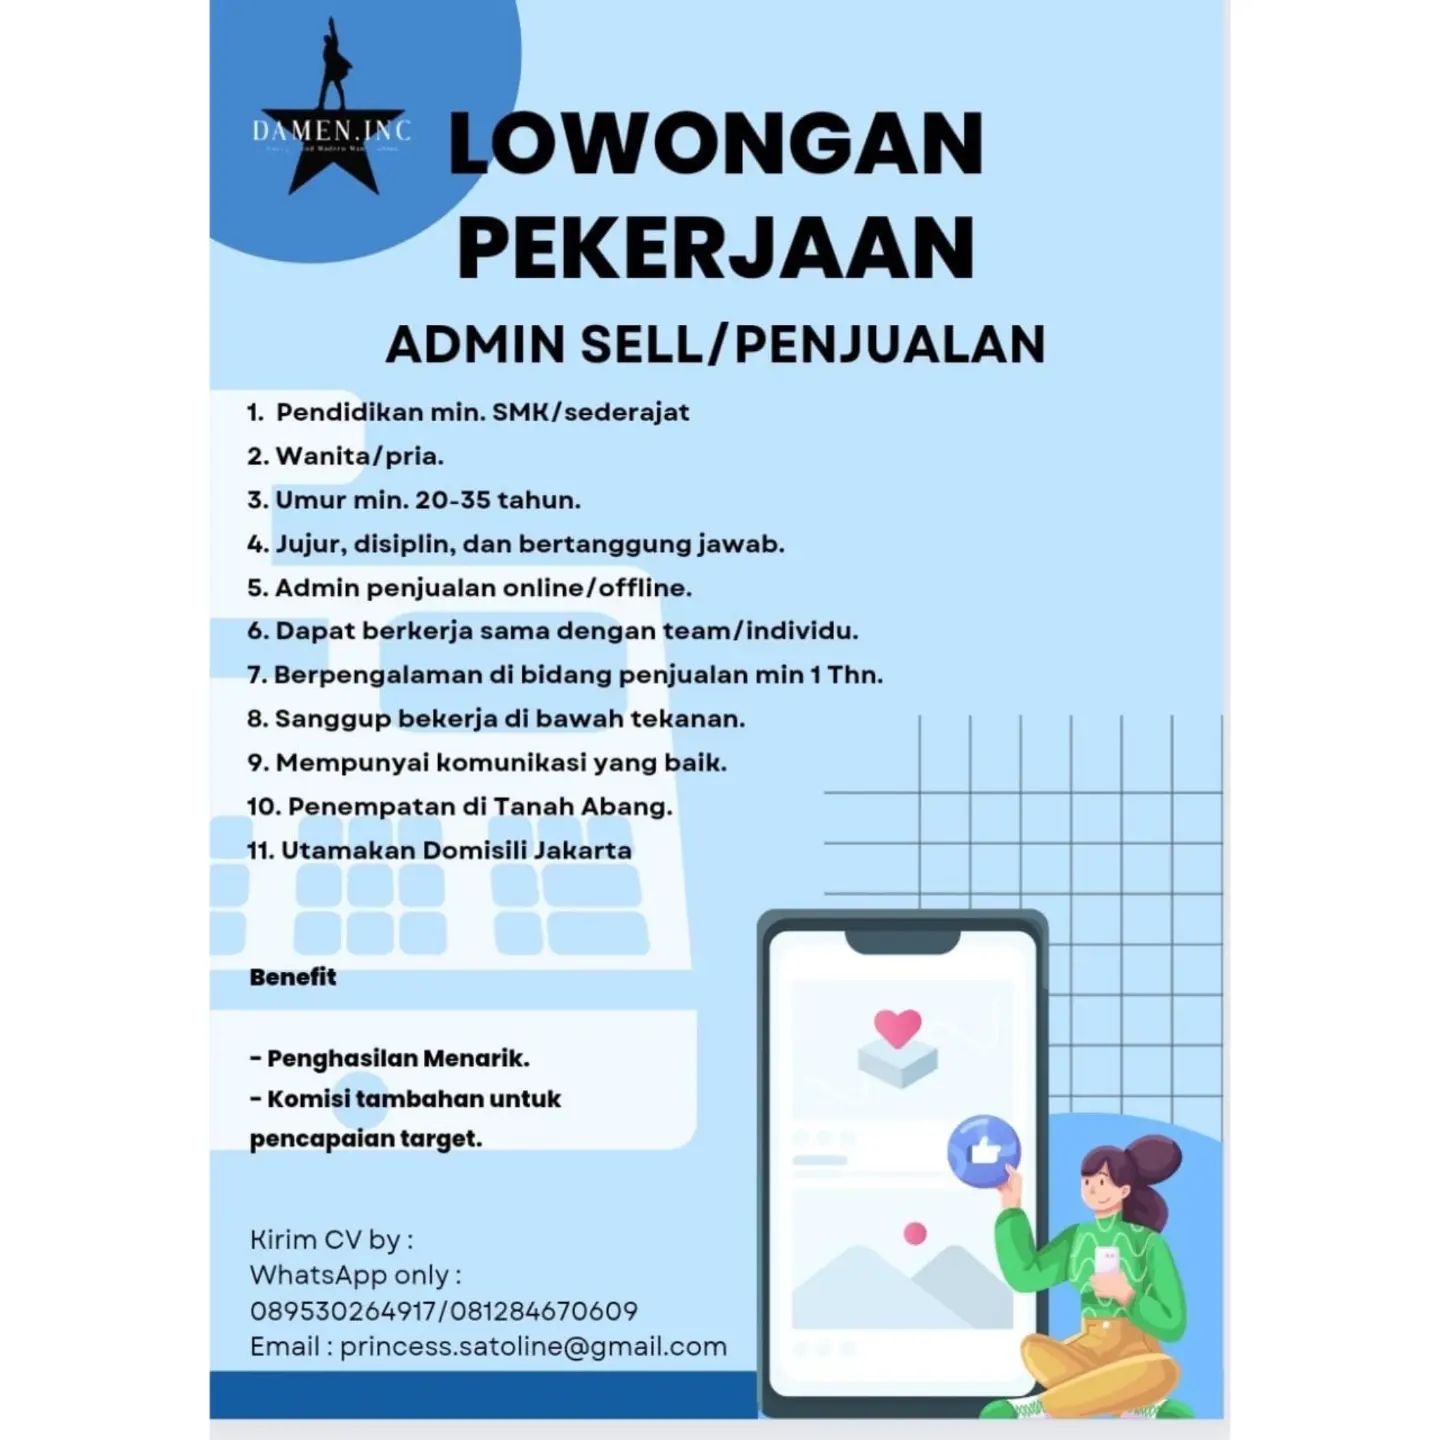 DAMEN.INC
LOWONGAN
PEKERJAAN
ADMIN SELL/PENJUALAN
1. Pendidikan min. SMK/sederajat
2. Wanita/pria.
3. Umur min. 20-35 tahun.
4. Jujur, disiplin, dan bertanggung jawab.
5. Admin penjualan online/offline.
6. Dapat berkerja sama dengan team/individu.
7. Berpengalaman di bidang penjualan min 1 Thn.
8. Sanggup bekerja di bawah tekanan.
9. Mempunyai komunikasi yang baik.
10. Penempatan di Tanah Abang.
11. Utamakan Domisili Jakarta
Benefit
- Penghasilan Menarik.
- Komisi tambahan untuk
pencapaian target.
Kirim CV by :
WhatsApp only :
089530264917/081284670609
Email : princess.satoline@gmail.com